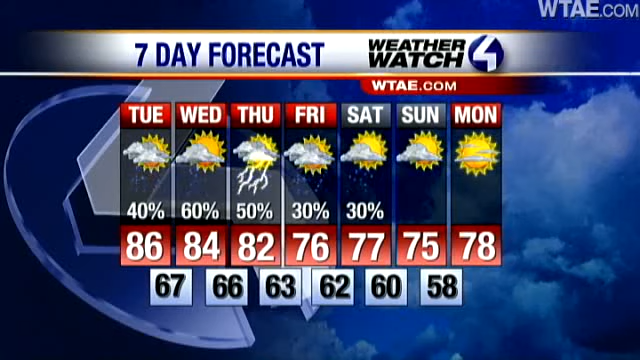 WTAE.COM
7 DAY FORECAST
WEATHER WATCH 4
WTAE.COM
TUE WED THU FRI SAT SUN MON
40% 60% 50% 30% 30%
86 84 82 76 77 75 78
67 66 63 62 60 58